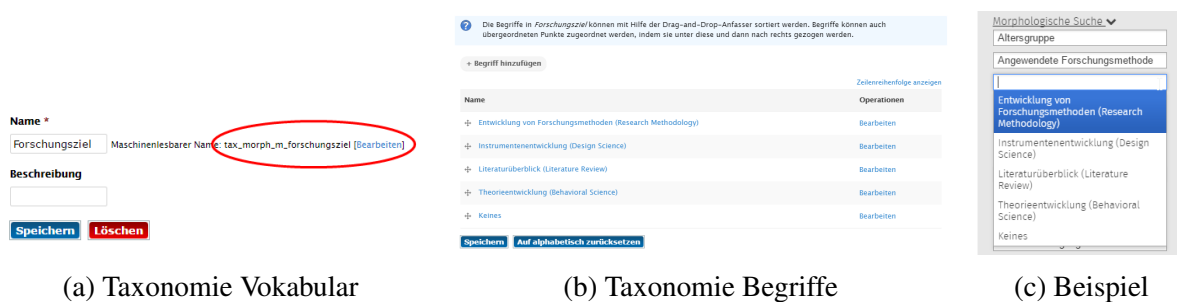 Name *
Forschungsziel Maschinenlesbarer Name: tax_morph_m_forschungsziel [Bearbeiten]
Beschreibung
Speichern Löschen
(a) Taxonomie Vokabular
Die Begriffe in Forschungsziel können mit Hilfe der Drag-and-Drop-Anfasser sortiert werden. Begriffe können auch
übergeordneten Punkte zugeordnet werden, indem sie unter diese und dann nach rechts gezogen werden.
+ Begriff hinzufügen
Zeilenreihenfolge anzeigen
Name Operationen
Entwicklung von Forschungsmethoden (Research Methodology) Bearbeiten
Instrumentenentwicklung (Design Science) Bearbeiten
Literaturüberblick (Literature Review) Bearbeiten
Theorieentwicklung (Behavioral Science) Bearbeiten
Keines Bearbeiten
Speichern Auf alphabetisch zurücksetzen
(b) Taxonomie Begriffe
Morphologische Suche
Altersgruppe
Angewendete Forschungsmethode
Entwicklung von
Forschungsmethoden (Research
Methodology)
Instrumentenentwicklung (Design
Science)
Literaturüberblick (Literature
Review)
Theorieentwicklung (Behavioral
Science)
Keines
(c) Beispiel